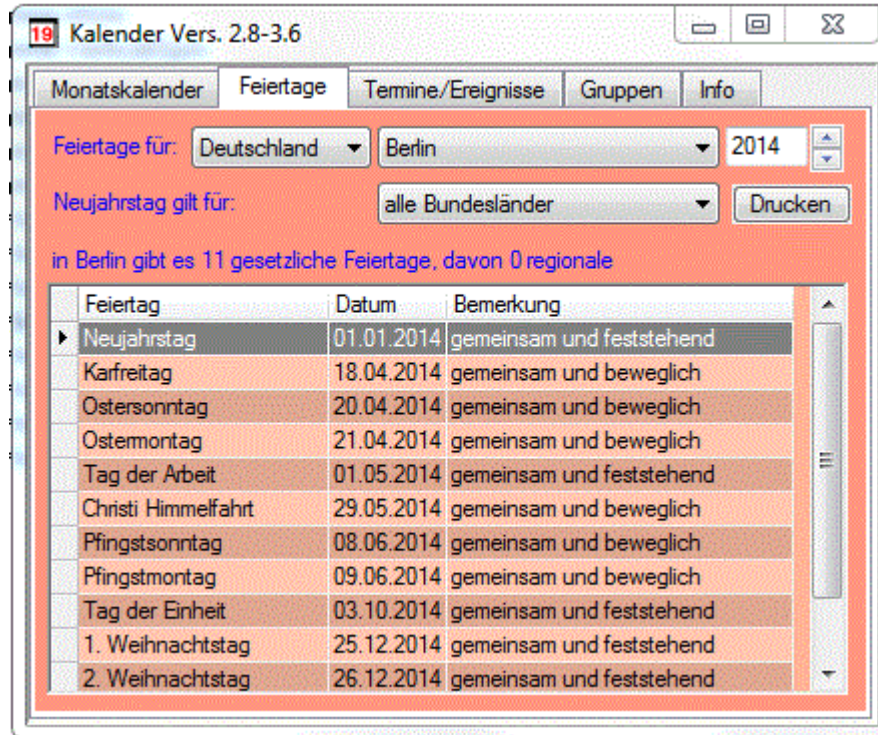 19 Kalender Vers. 2.8-3.6
Monatskalender Feiertage Termine/Ereignisse Gruppen Info
Feiertage für: Deutschland Berlin 2014
Neujahrstag gilt für: alle Bundesländer Drucken
in Berlin gibt es 11 gesetzliche Feiertage, davon 0 regionale
Feiertag Datum Bemerkung
Neujahrstag 01.01.2014 gemeinsam und feststehend
Karfreitag 18.04.2014 gemeinsam und beweglich
Ostersonntag 20.04.2014 gemeinsam und beweglich
Ostermontag 21.04.2014 gemeinsam und beweglich
Tag der Arbeit 01.05.2014 gemeinsam und feststehend
Christi Himmelfahrt 29.05.2014 gemeinsam und beweglich
Pfingstsonntag 08.06.2014 gemeinsam und beweglich
Pfingstmontag 09.06.2014 gemeinsam und beweglich
Tag der Einheit 03.10.2014 gemeinsam und feststehend
1. Weihnachtstag 25.12.2014 gemeinsam und feststehend
2. Weihnachtstag 26.12.2014 gemeinsam und feststehend